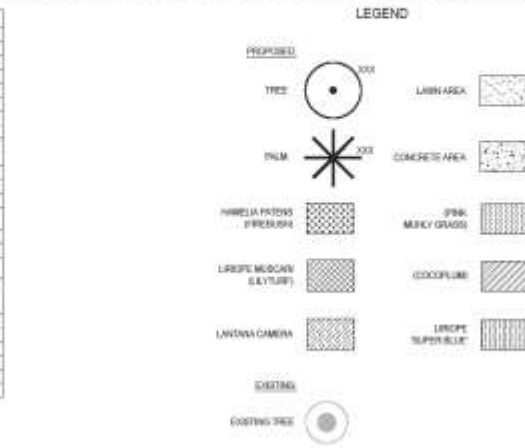 LEGEND
PROPOSED
TREE
XXX
LAWN AREA
PALM
XXX
CONCRETE AREA
HAMELIA PATENS
(FIREBUSH)
(PINK
MUHLY GRASS)
LIRIOPE MUSCARI
(LILYTURF)
(COCOPLUM)
LANTANA CAMERA
LIRIOPE
'SUPER BLUE'
EXISTING
EXISTING TREE